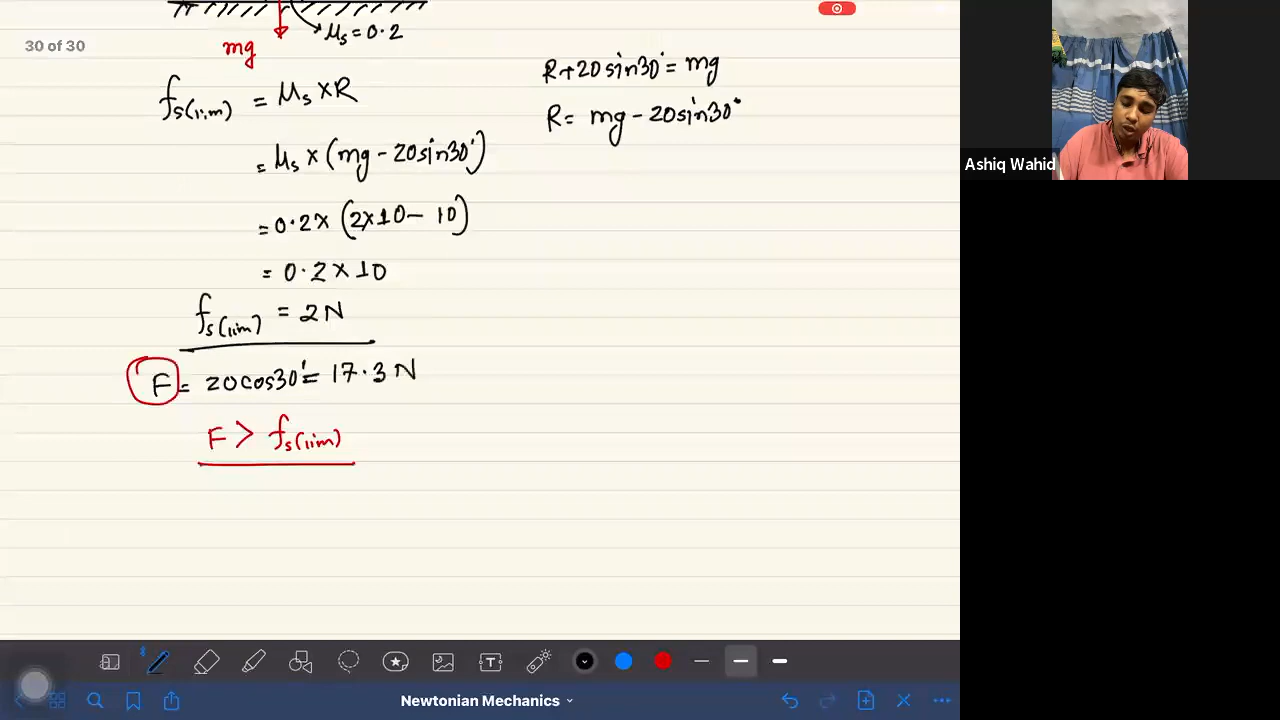 μs = 0.2
30 of 30
mg
fs(lim) = μs × R
= μs × (mg - 20sin30°)
= 0.2 × (2×10 - 10)
= 0.2 × 10
fs(lim) = 2N
F = 20cos30° = 17.3 N
F > fs(lim)
R + 20sin30° = mg
R = mg - 20sin30°
Ashiq Wahid
T
Newtonian Mechanics